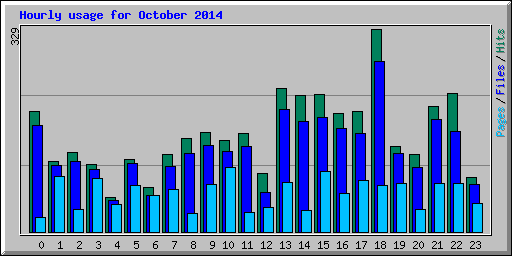 Hourly usage for October 2014
329
Pages/Files/Hits
0 1 2 3 4 5 6 7 8 9 10 11 12 13 14 15 16 17 18 19 20 21 22 23